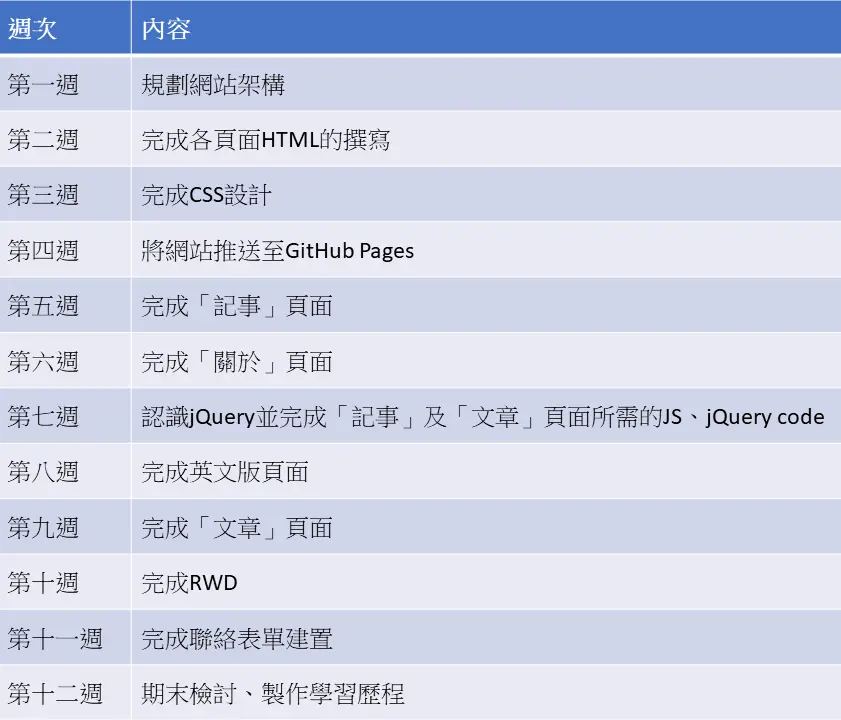 週次 內容
第一週 規劃網站架構
第二週 完成各頁面HTML的撰寫
第三週 完成CSS設計
第四週 將網站推送至GitHub Pages
第五週 完成「記事」頁面
第六週 完成「關於」頁面
第七週 認識jQuery並完成「記事」及「文章」頁面所需的JS、jQuery code
第八週 完成英文版頁面
第九週 完成「文章」頁面
第十週 完成RWD
第十一週 完成聯絡表單建置
第十二週 期末檢討、製作學習歷程